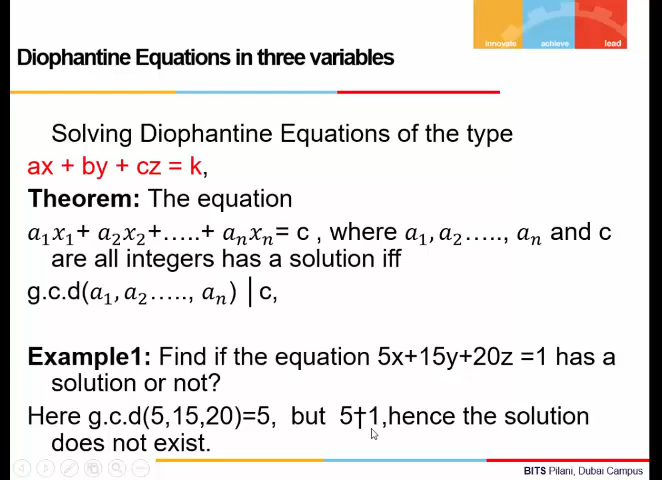 innovate achieve lead
Diophantine Equations in three variables
Solving Diophantine Equations of the type
ax + by + cz = k,
Theorem: The equation
a₁x₁+ a₂x₂+.....+ aₙxₙ= c , where a₁, a₂....., aₙ and c
are all integers has a solution iff
g.c.d(a₁, a₂....., aₙ) | c,
Example1: Find if the equation 5x+15y+20z =1 has a
solution or not?
Here g.c.d(5,15,20)=5, but 5†1,hence the solution
does not exist.
BITS Pilani, Dubai Campus